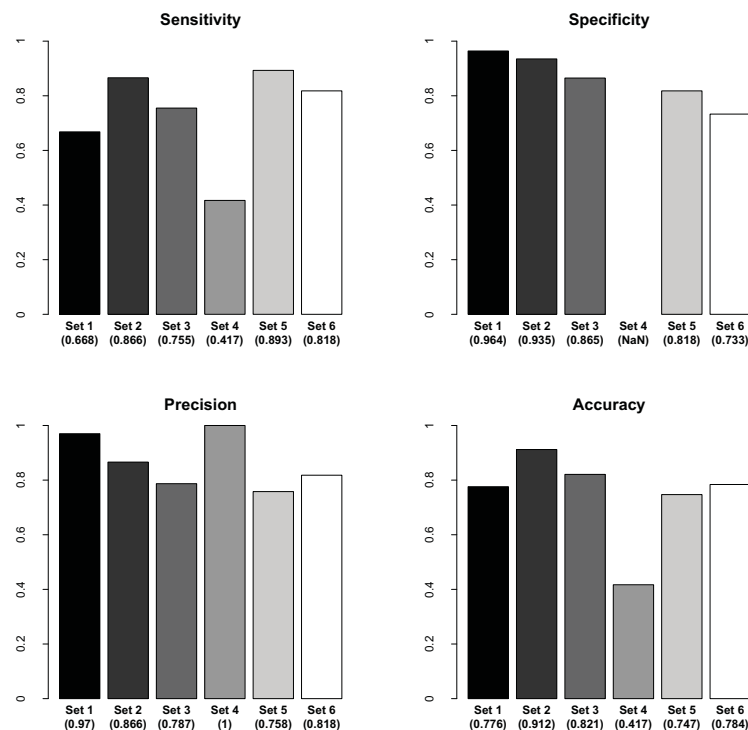 Sensitivity
0 0.2 0.4 0.6 0.8 1
Set 1 Set 2 Set 3 Set 4 Set 5 Set 6
(0.668) (0.866) (0.755) (0.417) (0.893) (0.818)
Specificity
0 0.2 0.4 0.6 0.8 1
Set 1 Set 2 Set 3 Set 4 Set 5 Set 6
(0.964) (0.935) (0.865) (NaN) (0.818) (0.733)
Precision
0 0.2 0.4 0.6 0.8 1
Set 1 Set 2 Set 3 Set 4 Set 5 Set 6
(0.97) (0.866) (0.787) (1) (0.758) (0.818)
Accuracy
0 0.2 0.4 0.6 0.8 1
Set 1 Set 2 Set 3 Set 4 Set 5 Set 6
(0.776) (0.912) (0.821) (0.417) (0.747) (0.784)